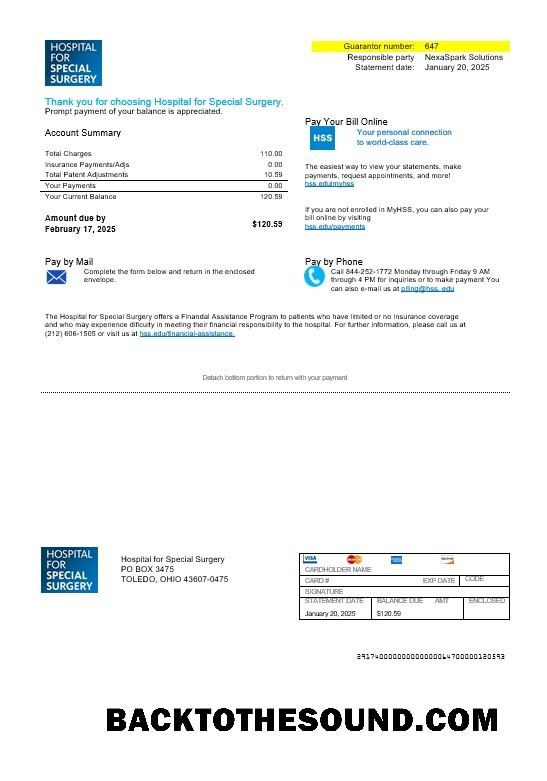 HOSPITAL
FOR
SPECIAL
SURGERY
Guarantor number: 647
Responsible party NexaSpark Solutions
Statement date: January 20, 2025
Thank you for choosing Hospital for Special Surgery.
Prompt payment of your balance is appreciated.
Account Summary
Total Charges 110.00
Insurance Payments/Adjs 0.00
Total Patent Adjustments 10.59
Your Payments 0.00
Your Current Balance 120.59
Amount due by
February 17, 2025 $120.59
Pay Your Bill Online
HSS Your personal connection
to world-class care.
The easiest way to view your statements, make
payments, request appointments, and more!
hss.edu/myhss
If you are not enrolled in MyHSS, you can also pay your
bill online by visiting
hss.edu/payments
Pay by Mail
Complete the form below and return in the enclosed
envelope.
Pay by Phone
Call 844-252-1772 Monday through Friday 9 AM
through 4 PM for inquiries or to make payment You
can also e-mail us at piling@hss. edu
The Hospital for Special Surgery offers a Finandal Assistance Program to patients who have limited or no Insurance coverage
and who may experience dificulty in meeting their financial responsibility to the hospital. For further information, please call us at
(212) 606-1505 or visit us at hss.edu/financial-assistance.
Detach bottom portion to return with your payment
HOSPITAL
FOR
SPECIAL
SURGERY
Hospital for Special Surgery
PO BOX 3475
TOLEDO, OHIO 43607-0475
VISA
CARDHOLDER NAME
CARD # EXP DATE CODE
SIGNATURE
STATEMENT DATE BALANCE DUE AMT ENCLOSED
January 20, 2025 $120.59
BACKTOTHESOUND.COM